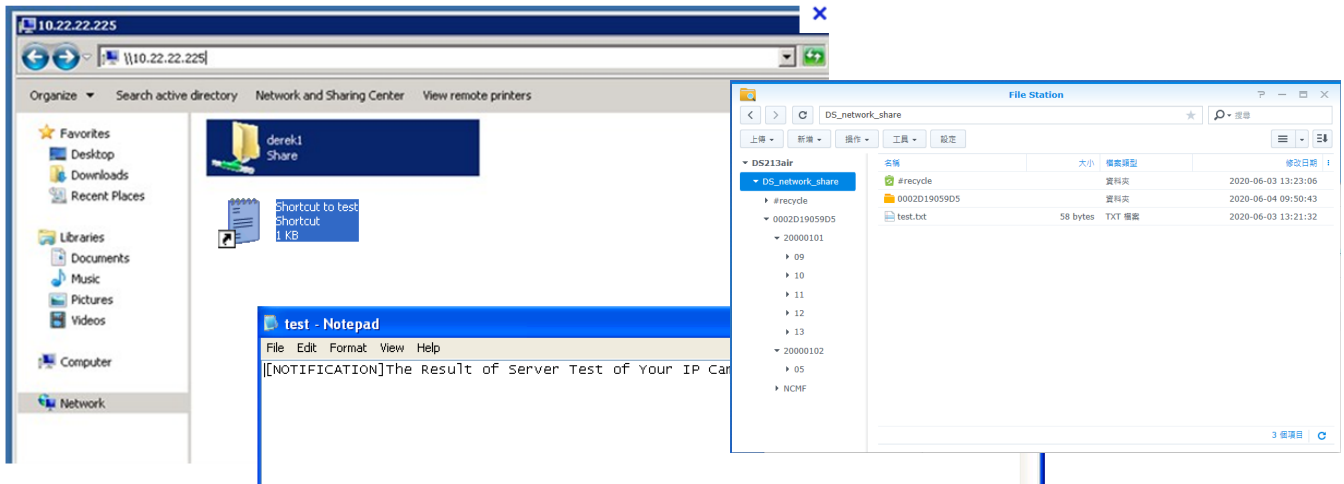 10.22.22.225
\\10.22.22.225
Organize
Search active directory
Network and Sharing Center
View remote printers
Favorites
Desktop
Downloads
Recent Places
Libraries
Documents
Music
Pictures
Videos
Computer
Network
derek1
Share
Shortcut to test
Shortcut
1 KB
test - Notepad
File Edit Format View Help
[NOTIFICATION]The Result of Server Test of Your IP Cam
File Station
DS_network_share
搜尋
上傳 新增 操作 工具 設定
DS213air
DS_network_share
#recycle
0002D19059D5
20000101
09
10
11
12
13
20000102
05
NCMF
名稱 大小 檔案類型 修改日期
#recycle 資料夾 2020-06-03 13:23:06
0002D19059D5 資料夾 2020-06-04 09:50:43
test.txt 58 bytes TXT 檔案 2020-06-03 13:21:32
3 個項目